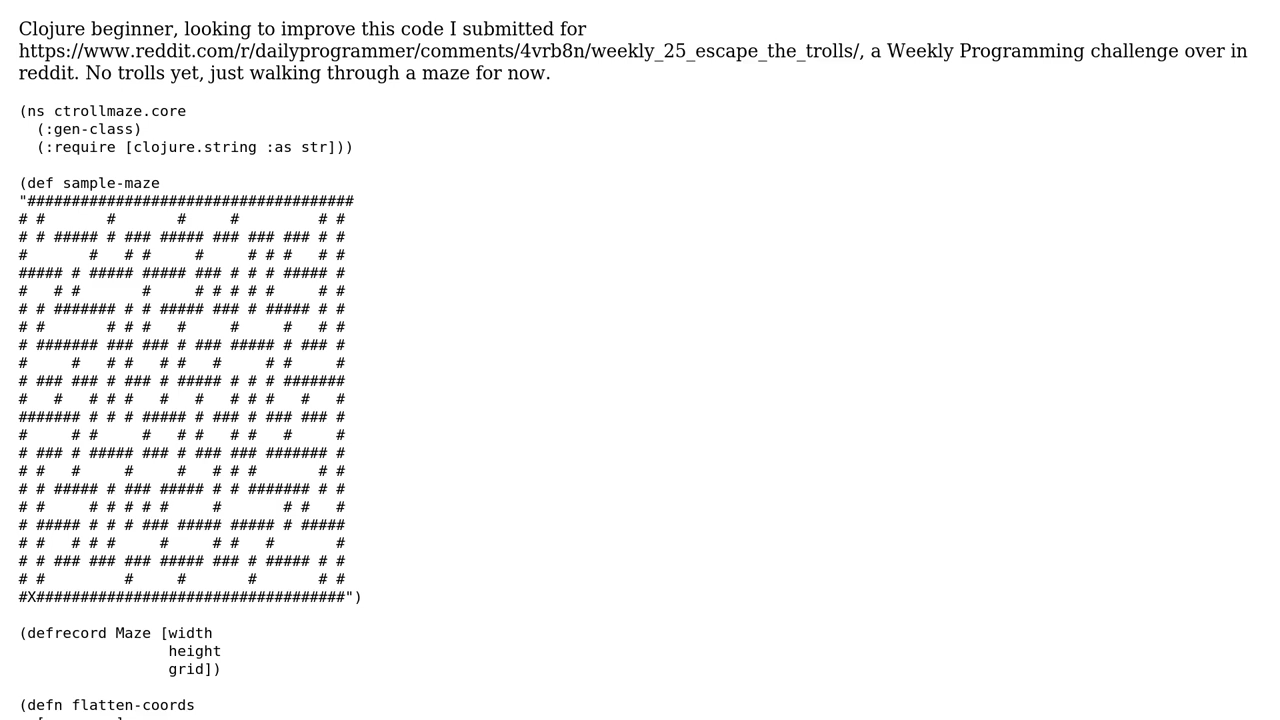 Clojure beginner, looking to improve this code I submitted for
https://www.reddit.com/r/dailyprogrammer/comments/4vrb8n/weekly_25_escape_the_trolls/, a Weekly Programming challenge over in
reddit. No trolls yet, just walking through a maze for now.
(ns ctrollmaze.core
  (:gen-class)
  (:require [clojure.string :as str]))
(def sample-maze
"#####################################
# #       #       #     #         # #
# # ##### # ### ##### ### ### ### # #
#       #   # #     #     # # #   # #
##### # ##### ##### ### # # # ##### #
#   # #       #     # # # # #     # #
# # ####### # # ##### ### # ##### # #
# #       # # #   #     #     #   # #
# ####### ### ### # ### ##### # ### #
#     #   # #   # #   #     # #     #
# ### ### # ### # ##### # # # #######
#   #   # # #   #   #   # # #   #   #
####### # # # ##### # ### # ### ### #
#     # #     #   # #   # #   #     #
# ### # ##### ### # ### ### ####### #
# #   #     #     #   # # #       # #
# # ##### # ### ##### # # ####### # #
# #     # # # # #     #       # #   #
# ##### # # # ### ##### ##### # #####
# #   # # #     #     # #   #       #
# # ### ### ### ##### ### # ##### # #
# #         #     #       #       # #
#X###################################")
(defrecord Maze [width
                 height
                 grid])
(defn flatten-coords